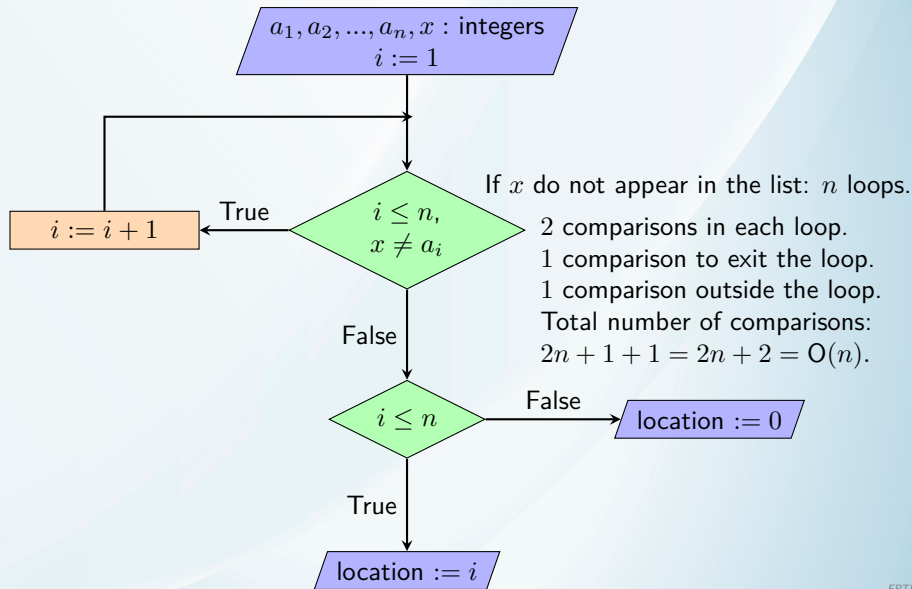 a₁, a₂, ..., aₙ, x : integers
i := 1
If x do not appear in the list: n loops.
True
i := i + 1
i ≤ n,
x ≠ aᵢ
2 comparisons in each loop.
1 comparison to exit the loop.
1 comparison outside the loop.
Total number of comparisons:
2n + 1 + 1 = 2n + 2 = O(n).
False
i ≤ n
False
location := 0
True
location := i